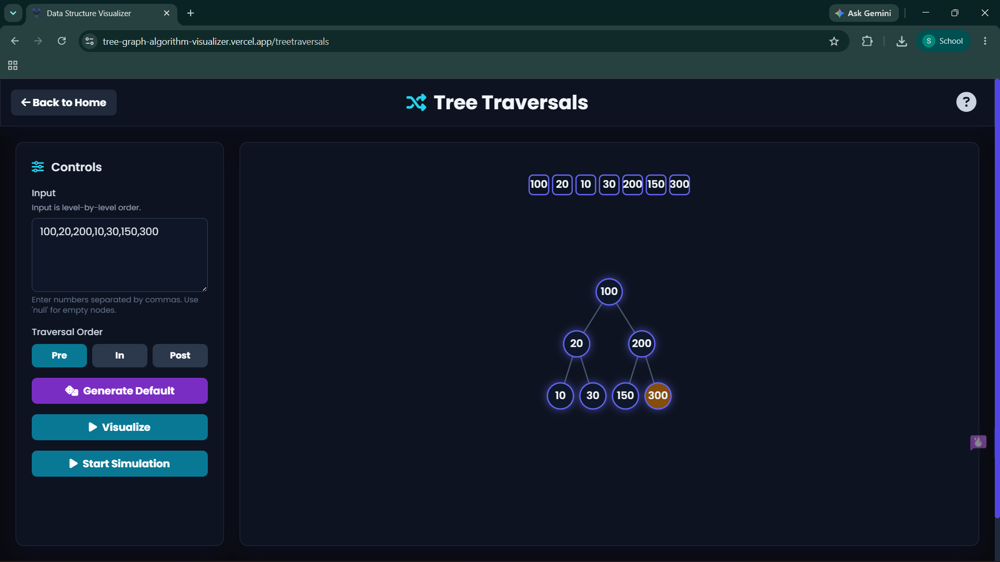 Data Structure Visualizer
Ask Gemini
tree-graph-algorithm-visualizer.vercel.app/treetraversals
S School
Back to Home
Tree Traversals
?
Controls
Input
Input is level-by-level order.
100,20,200,10,30,150,300
Enter numbers separated by commas. Use
'null' for empty nodes.
Traversal Order
Pre In Post
Generate Default
Visualize
Start Simulation
100 20 10 30 200 150 300
100
20 200
10 30 150 300